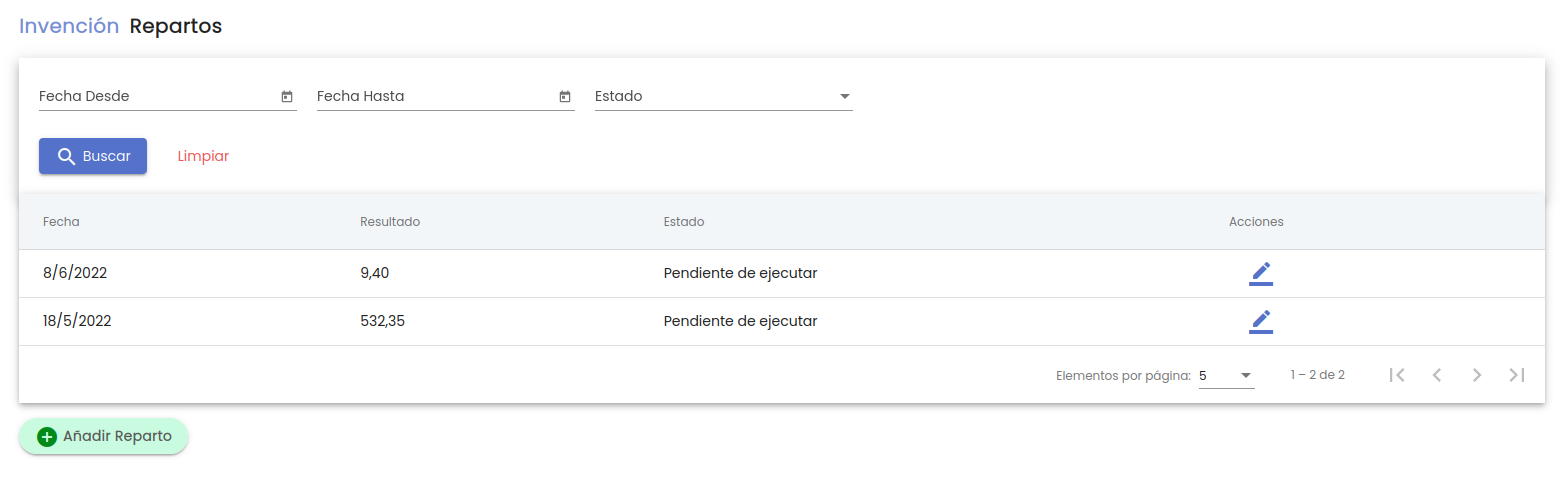 Invención Repartos
Fecha Desde Fecha Hasta Estado
Buscar Limpiar
Fecha Resultado Estado Acciones
8/6/2022 9,40 Pendiente de ejecutar
18/5/2022 532,35 Pendiente de ejecutar
Elementos por página: 5 1 – 2 de 2
Añadir Reparto